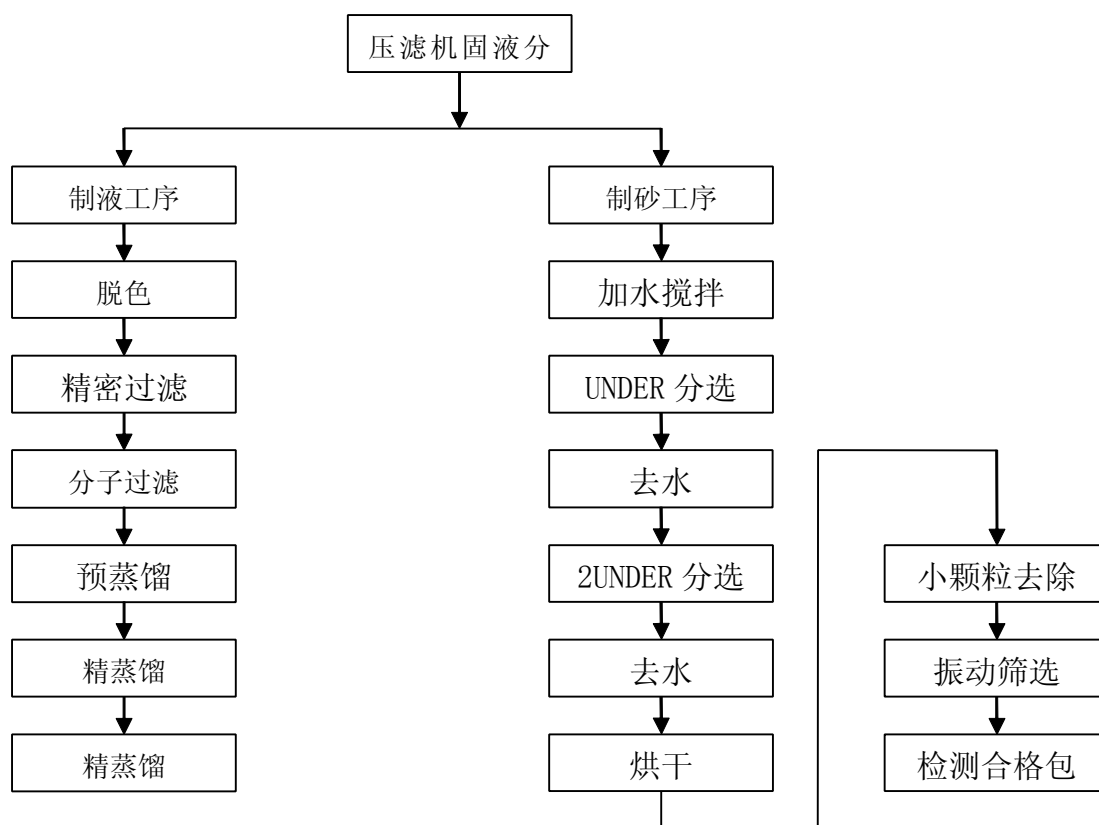 压滤机固液分
制液工序
脱色
精密过滤
分子过滤
预蒸馏
精蒸馏
精蒸馏
制砂工序
加水搅拌
UNDER 分选
去水
2UNDER 分选
去水
烘干
小颗粒去除
振动筛选
检测合格包